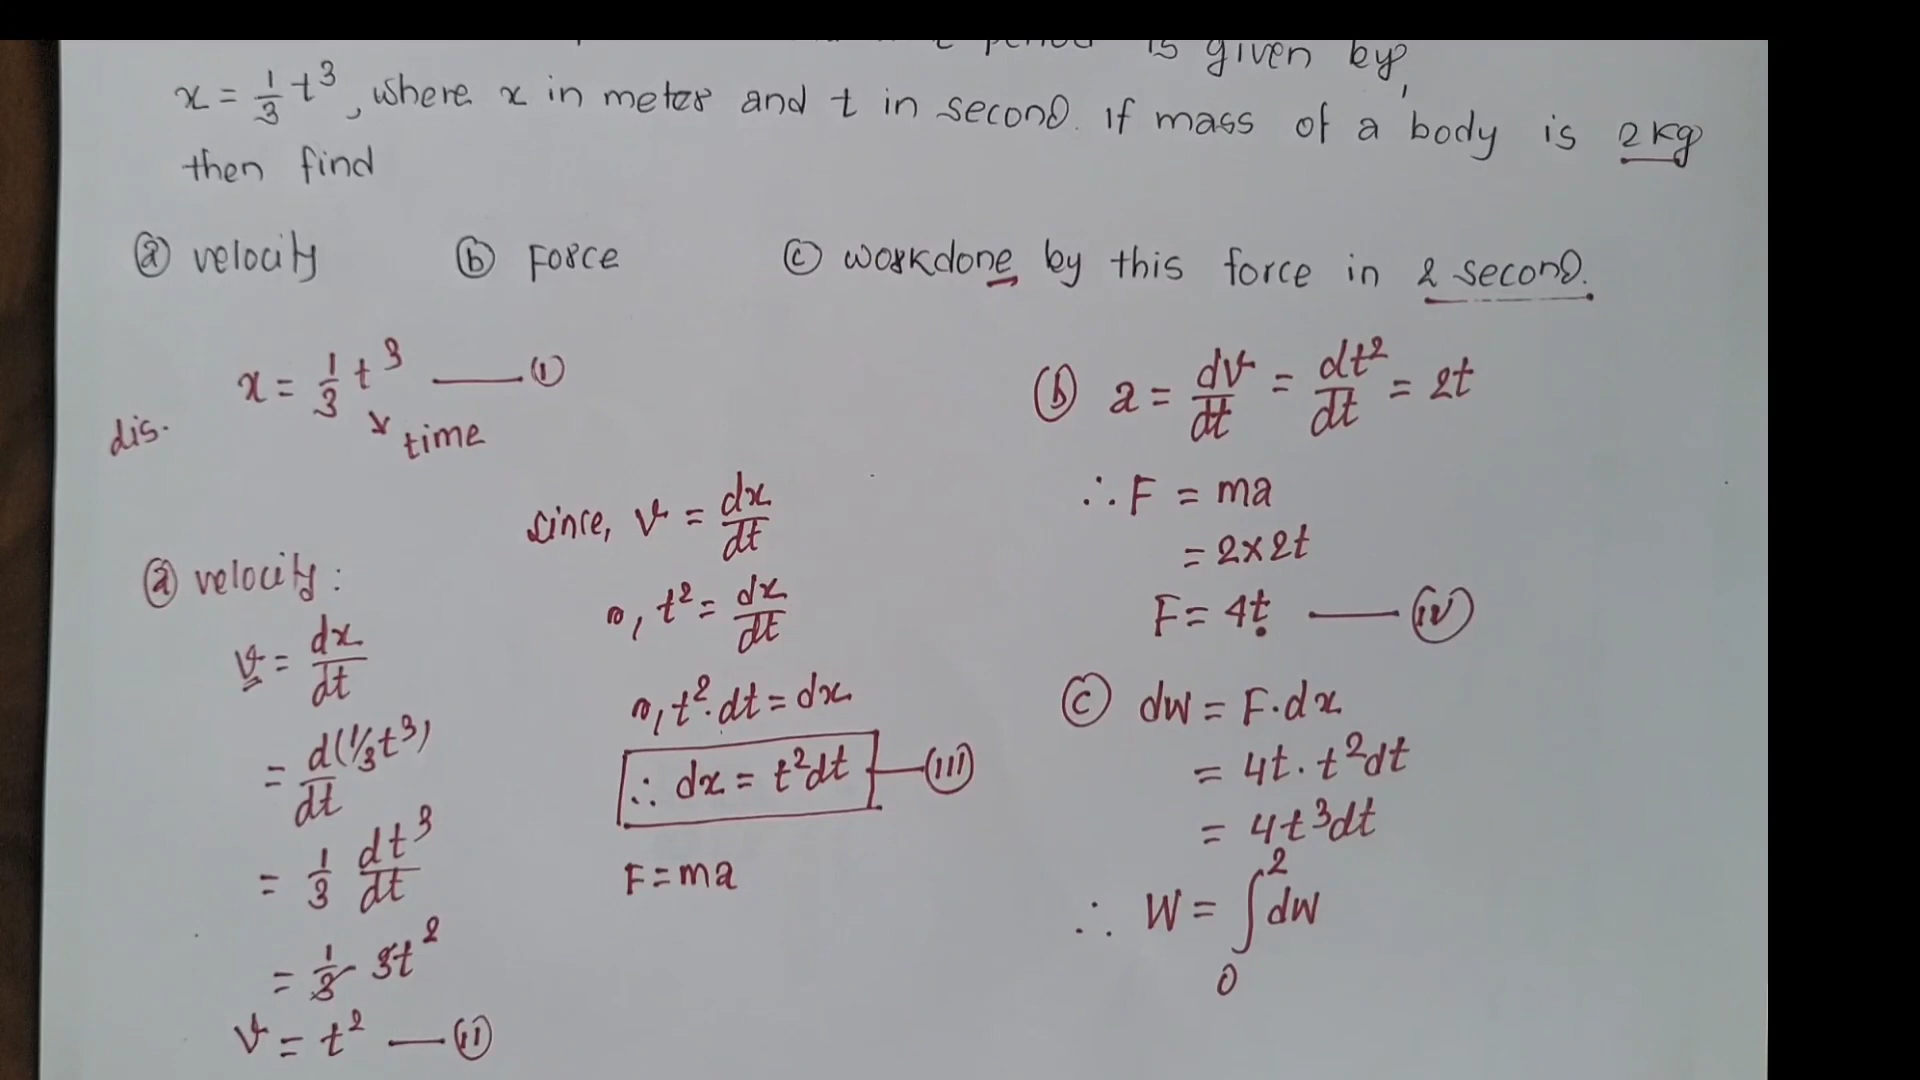 is given by,
x = 1/3 t³, where x in meter and t in second. If mass of a body is 2kg
then find
ⓐ velocity ⓑ Force ⓒ workdone by this force in 2 second.
x = 1/3 t³ —— (i)
dis.
time
ⓐ velocity :
v = dx/dt
= d(1/3t³)/dt
= 1/3 dt³/dt
= 1/3 3t²
v = t² — (ii)
since, v = dx/dt
or, t² = dx/dt
or, t².dt = dx
∴ dx = t²dt — (iii)
F = ma
ⓑ a = dv/dt = dt²/dt = 2t
∴ F = ma
= 2×2t
F = 4t —— (iv)
ⓒ dw = F.dx
= 4t . t²dt
= 4t³dt
∴ W = ∫₀² dw